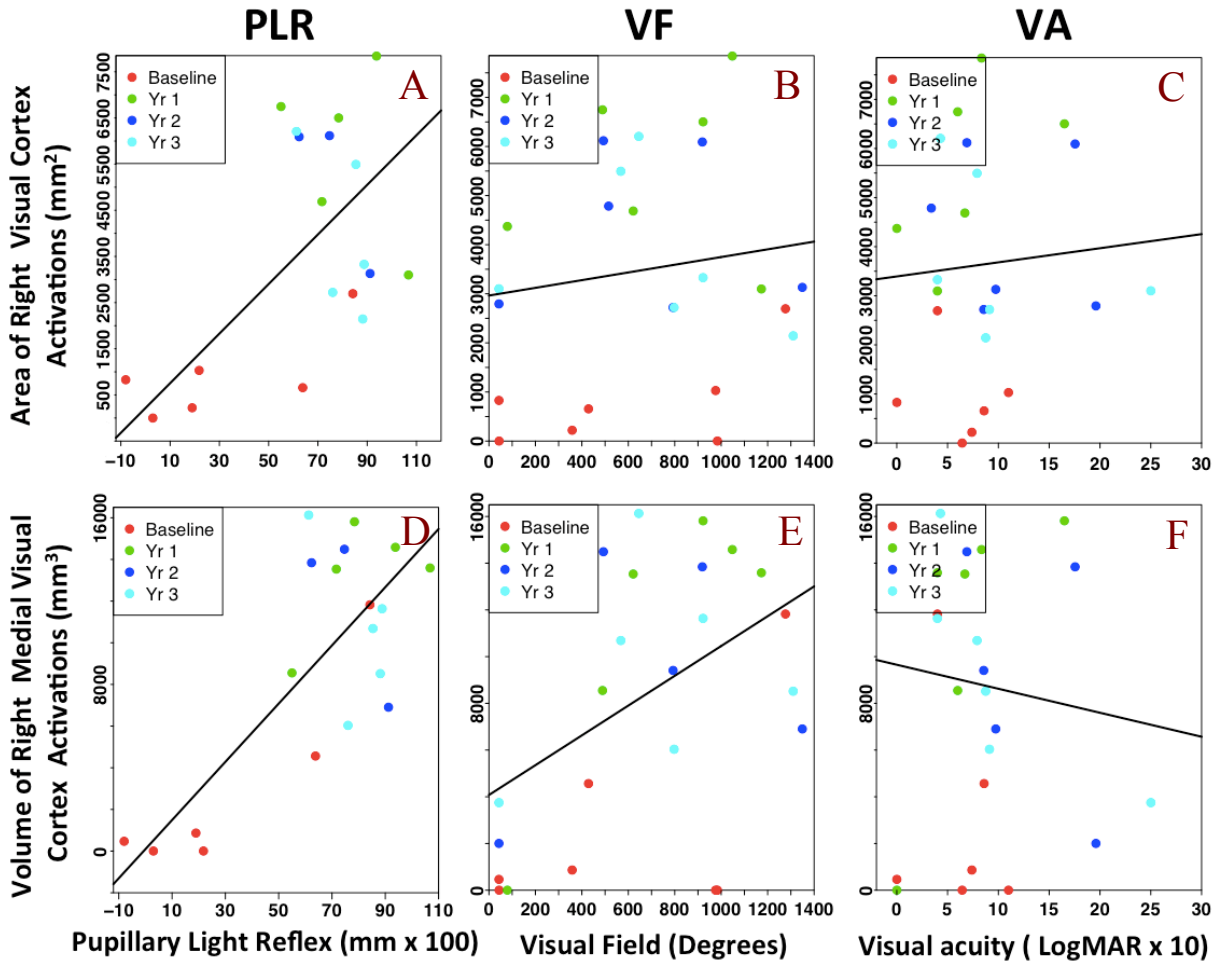 PLR VF VA
Area of Right Visual Cortex
Activations (mm²)
Baseline
Yr 1
Yr 2
Yr 3
A
7500
6500
5500
4500
3500
2500
1500
500
−10 10 30 50 70 90 110
Baseline
Yr 1
Yr 2
Yr 3
B
7000
6000
5000
4000
3000
2000
1000
0
0 200 400 600 800 1000 1200 1400
Baseline
Yr 1
Yr 2
Yr 3
C
7000
6000
5000
4000
3000
2000
1000
0
0 5 10 15 20 25 30
Volume of Right Medial Visual
Cortex Activations (mm³)
Baseline
Yr 1
Yr 2
Yr 3
D
16000
8000
0
−10 10 30 50 70 90 110
Pupillary Light Reflex (mm x 100)
Baseline
Yr 1
Yr 2
Yr 3
E
16000
8000
0
0 200 400 600 800 1000 1200 1400
Visual Field (Degrees)
Baseline
Yr 1
Yr 2
Yr 3
F
16000
8000
0
0 5 10 15 20 25 30
Visual acuity ( LogMAR x 10)